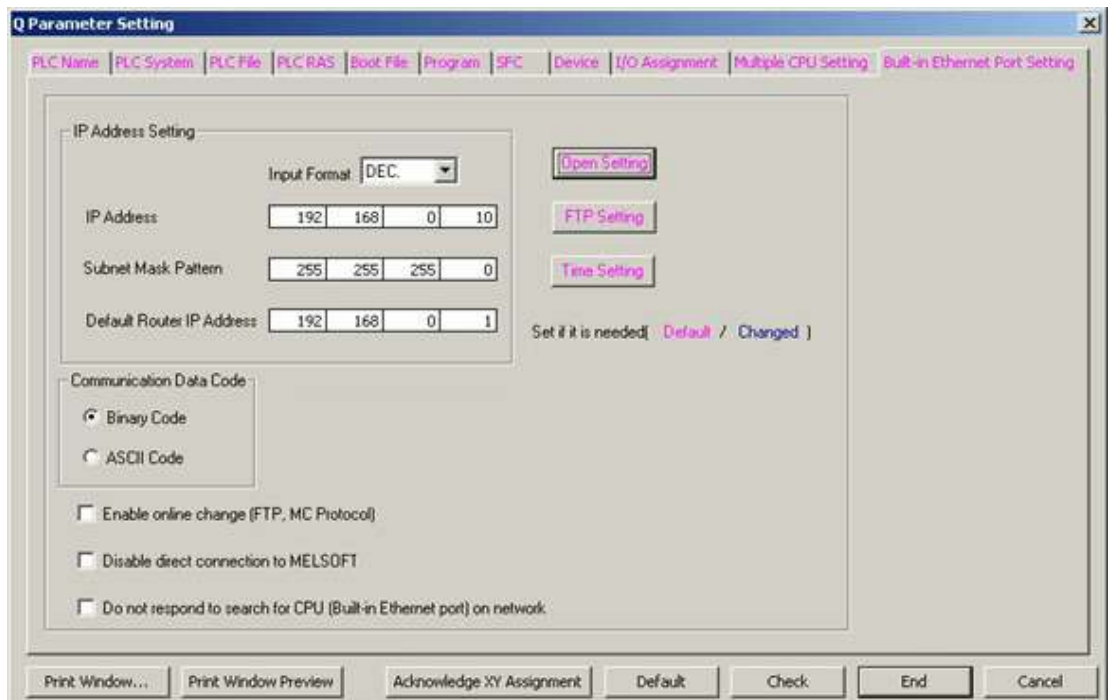 Q Parameter Setting
PLC Name PLC System PLC File PLC RAS Boot File Program SFC Device I/O Assignment Multiple CPU Setting Built-in Ethernet Port Setting
IP Address Setting
Input Format DEC.
Open Setting
IP Address 192 168 0 10
FTP Setting
Subnet Mask Pattern 255 255 255 0
Time Setting
Default Router IP Address 192 168 0 1
Set if it is needed( Default / Changed )
Communication Data Code
Binary Code
ASCII Code
Enable online change (FTP, MC Protocol)
Disable direct connection to MELSOFT
Do not respond to search for CPU (Built-in Ethernet port) on network
Print Window... Print Window Preview Acknowledge XY Assignment Default Check End Cancel